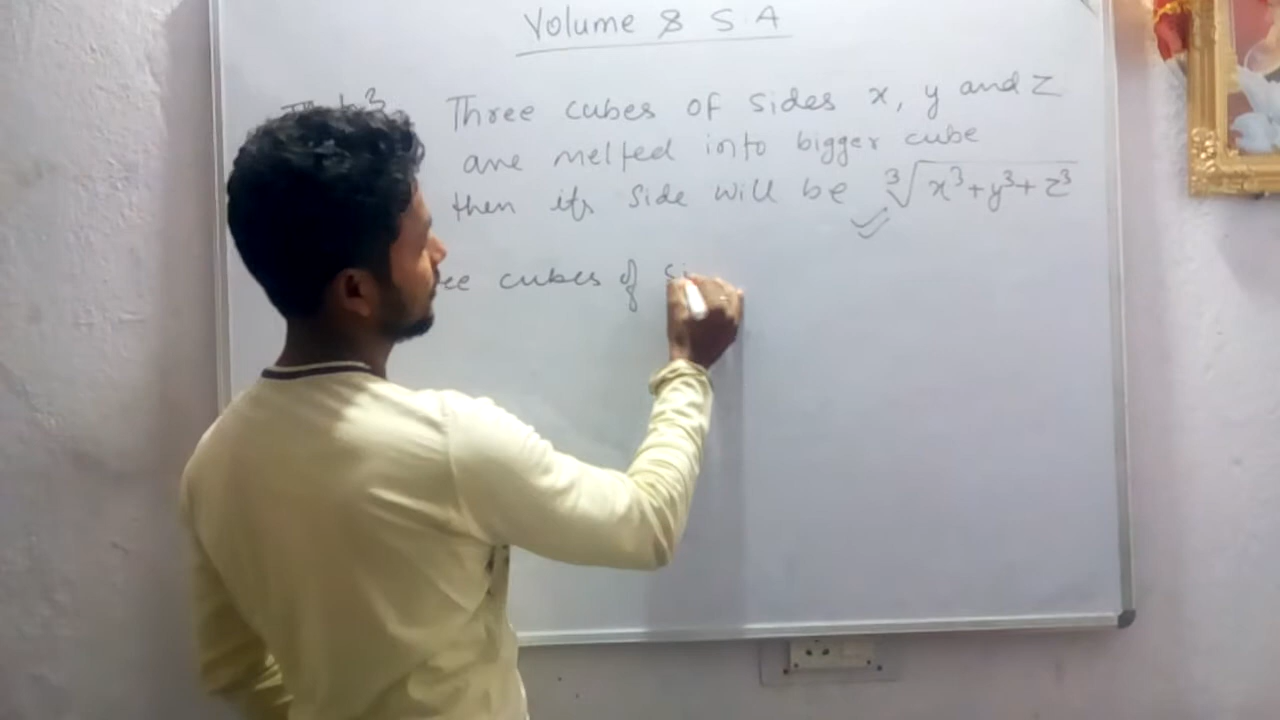 Volume & S.A
Three cubes of sides x, y and z
are melted into bigger cube
then its side will be ∛(x³+y³+z³)
cubes of